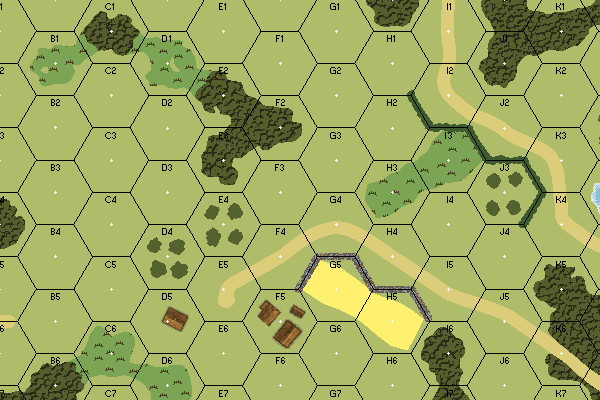 C1 E1 G1 I1 K1
B1 D1 F1 H1
C2 E2 G2 I2 K2
B2 D2 F2 H2 J2
C3 E3 G3 I3 K3
B3 D3 F3 H3 J3
C4 E4 G4 I4 K4
B4 D4 F4 H4 J4
C5 E5 G5 I5 K5
B5 D5 F5 H5 J5
C6 E6 G6 I6 K6
B6 D6 F6 H6 J6
C7 E7 G7 I7 K7